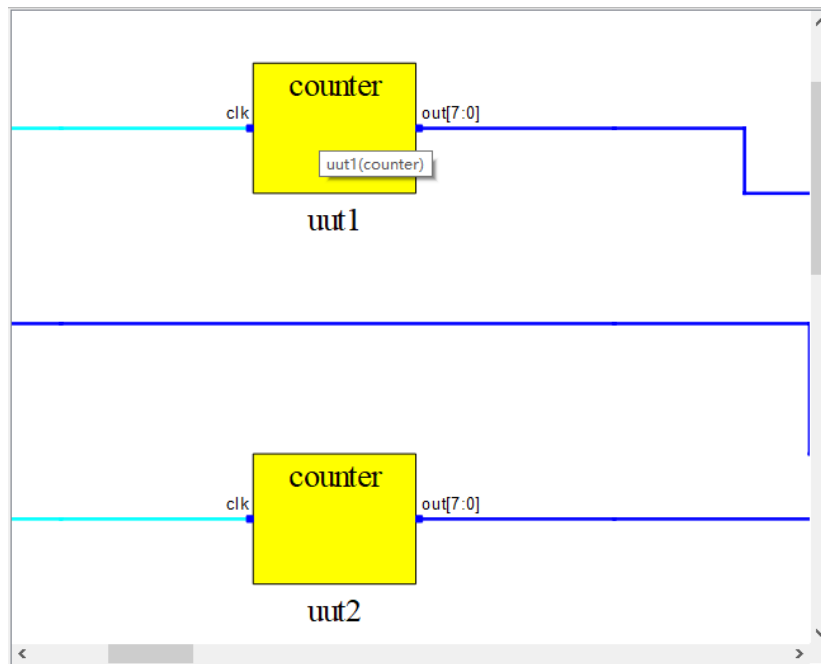 counter
clk
out[7:0]
uut1(counter)
uut1
counter
clk
out[7:0]
uut2